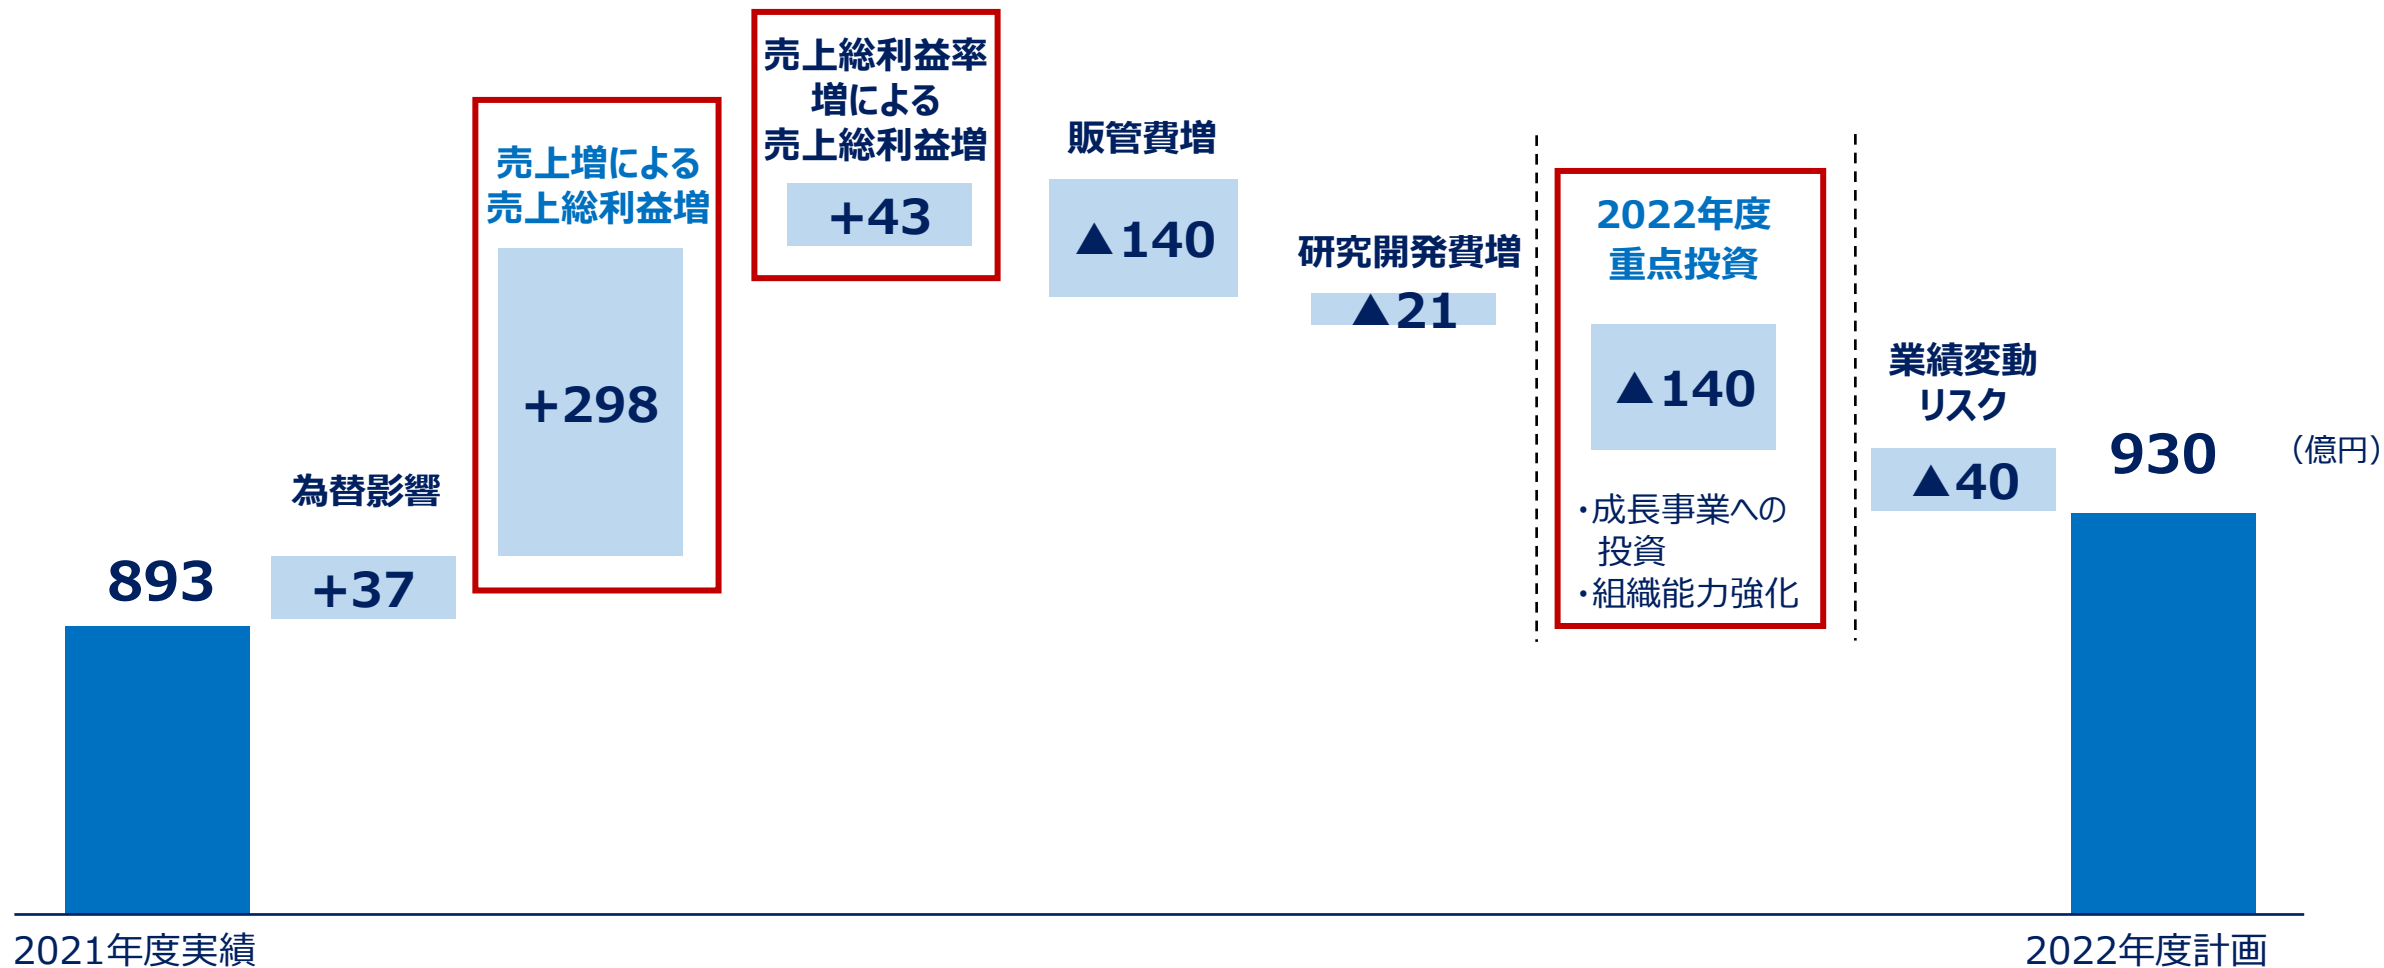 893
2021年度実績
為替影響
+37
売上増による
売上総利益増
+298
売上総利益率
増による
売上総利益増
+43
販管費増
▲140
研究開発費増
▲21
2022年度
重点投資
▲140
・成長事業への
投資
・組織能力強化
業績変動
リスク
▲40
930
（億円）
2022年度計画